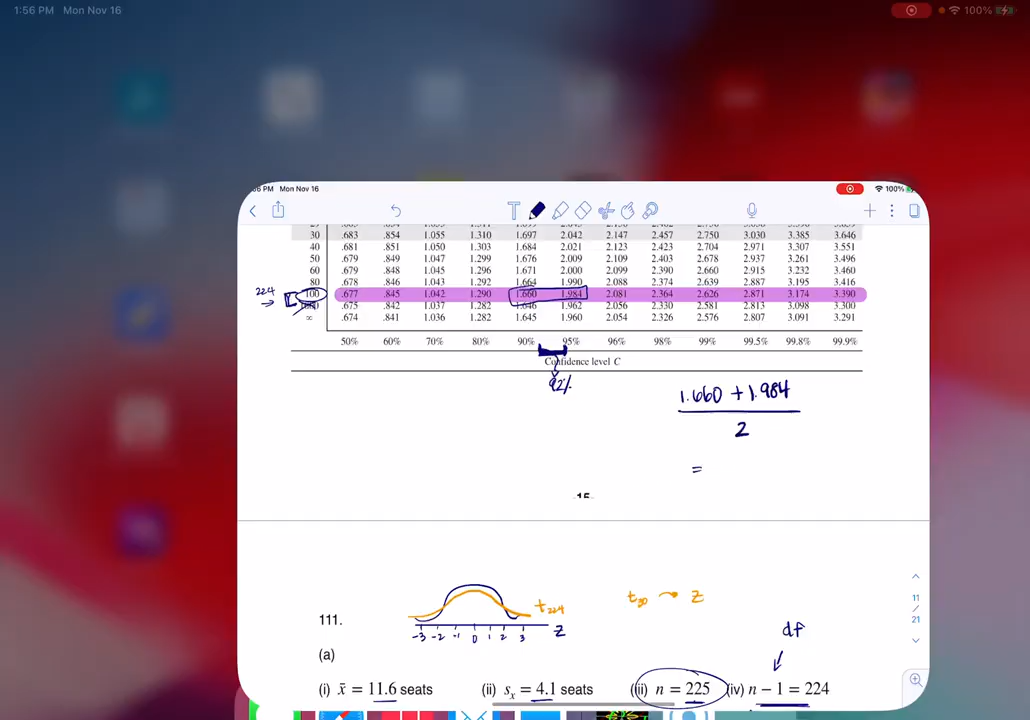 1:56 PM Mon Nov 16
100%
Mon Nov 16
100%
30 .683 .854 1.055 1.310 1.697 2.042 2.147 2.457 2.750 3.030 3.385 3.646
40 .681 .851 1.050 1.303 1.684 2.021 2.123 2.423 2.704 2.971 3.307 3.551
50 .679 .849 1.047 1.299 1.676 2.009 2.109 2.403 2.678 2.937 3.261 3.496
60 .679 .848 1.045 1.296 1.671 2.000 2.099 2.390 2.660 2.915 3.232 3.460
80 .678 .846 1.043 1.292 1.664 1.990 2.088 2.374 2.639 2.887 3.195 3.416
224 → 100 .677 .845 1.042 1.290 1.660 1.984 2.081 2.364 2.626 2.871 3.174 3.390
.675 .842 1.037 1.282 1.646 1.962 2.056 2.330 2.581 2.813 3.098 3.300
∞ .674 .841 1.036 1.282 1.645 1.960 2.054 2.326 2.576 2.807 3.091 3.291
50% 60% 70% 80% 90% 95% 96% 98% 99% 99.5% 99.8% 99.9%
Confidence level C
92%
1.660 + 1.984
2
=
-15-
11
/
21
t224
t30 → z
-3 -2 -1 0 1 2 3 z
111.
df
(a)
(i) x̄ = 11.6 seats (ii) sx = 4.1 seats (iii) n = 225 (iv) n − 1 = 224